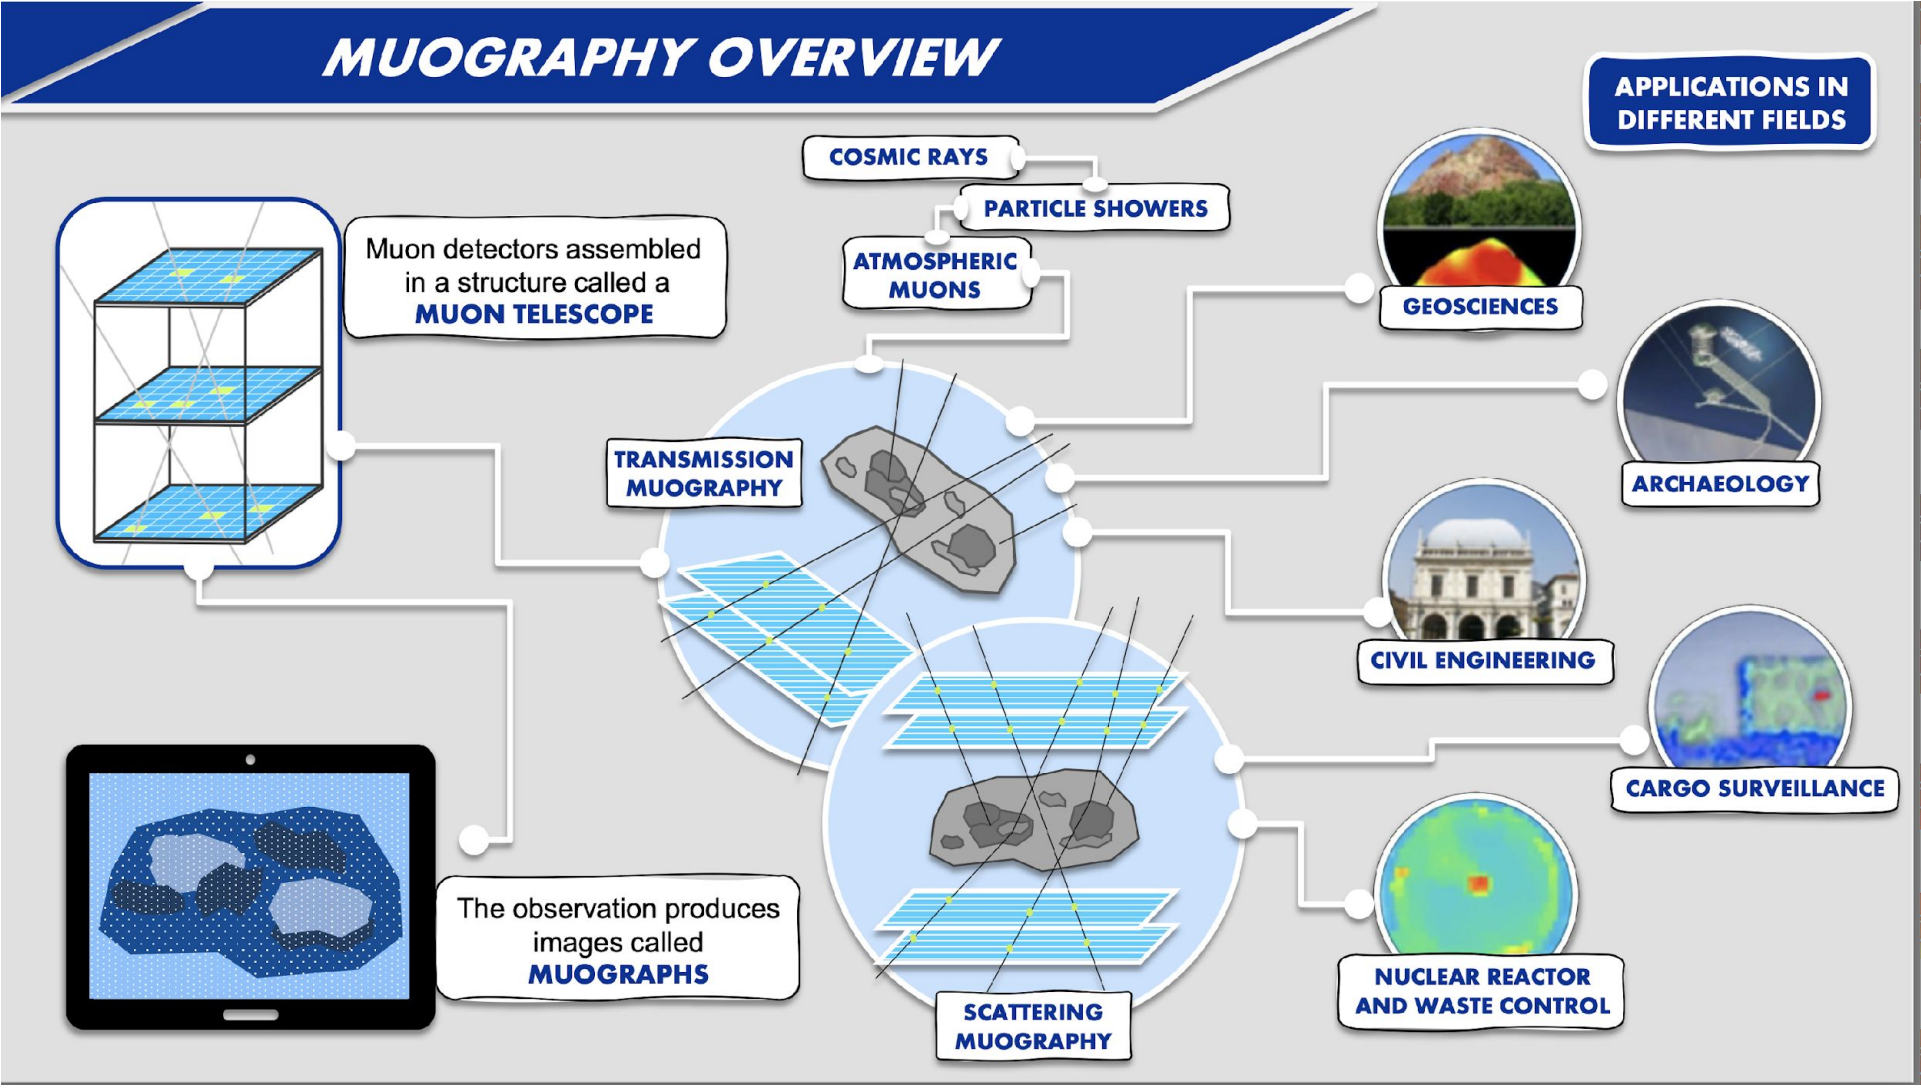 MUOGRAPHY OVERVIEW
APPLICATIONS IN
DIFFERENT FIELDS
COSMIC RAYS
PARTICLE SHOWERS
ATMOSPHERIC
MUONS
Muon detectors assembled
in a structure called a
MUON TELESCOPE
GEOSCIENCES
TRANSMISSION
MUOGRAPHY
ARCHAEOLOGY
CIVIL ENGINEERING
CARGO SURVEILLANCE
The observation produces
images called
MUOGRAPHS
NUCLEAR REACTOR
AND WASTE CONTROL
SCATTERING
MUOGRAPHY